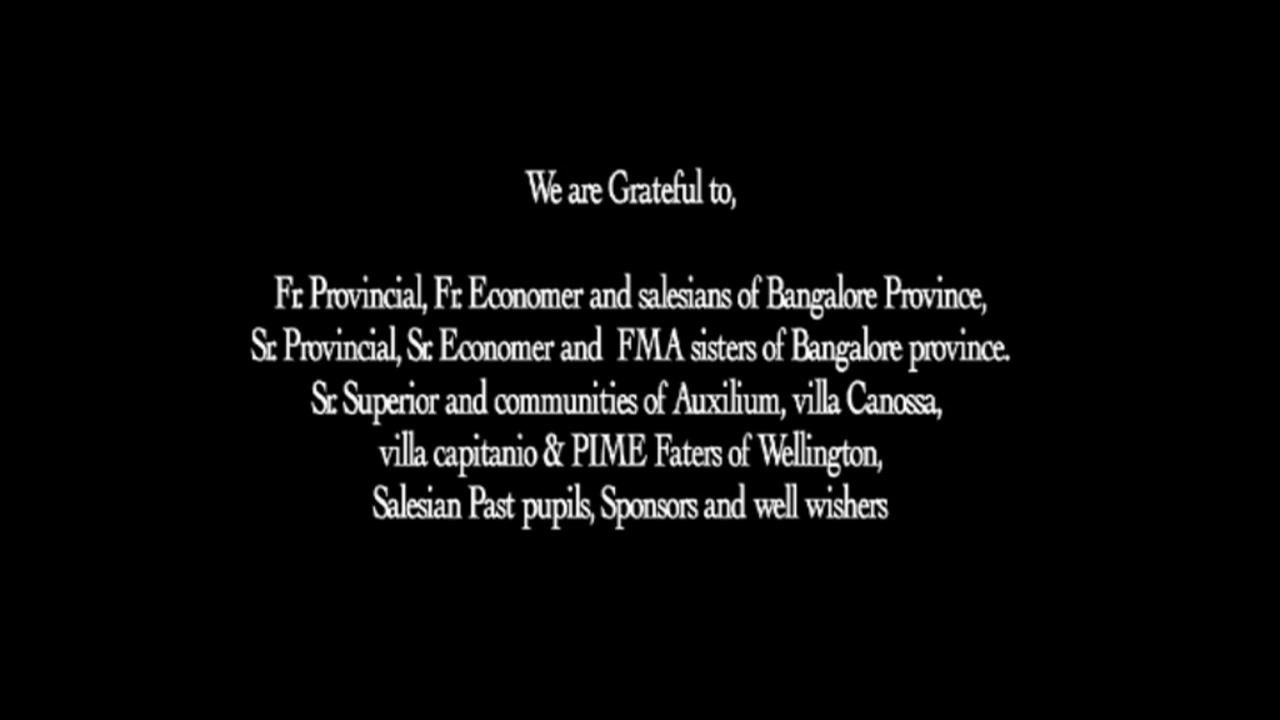 We are Grateful to,
Fr. Provincial, Fr. Economer and salesians of Bangalore Province,
Sr. Provincial, Sr. Economer and FMA sisters of Bangalore province.
Sr. Superior and communities of Auxilium, villa Canossa,
villa capitanio & PIME Faters of Wellington,
Salesian Past pupils, Sponsors and well wishers